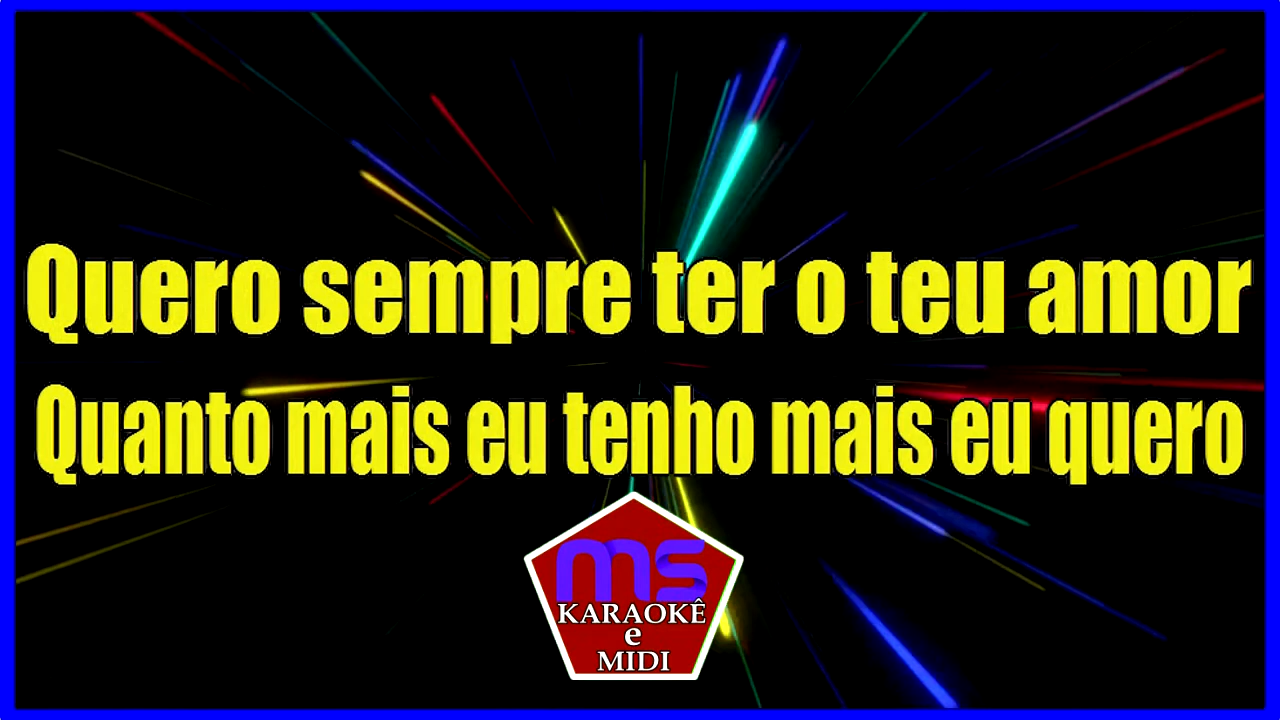 Quero sempre ter o teu amor
Quanto mais eu tenho mais eu quero
ms
KARAOKÊ
e
MIDI